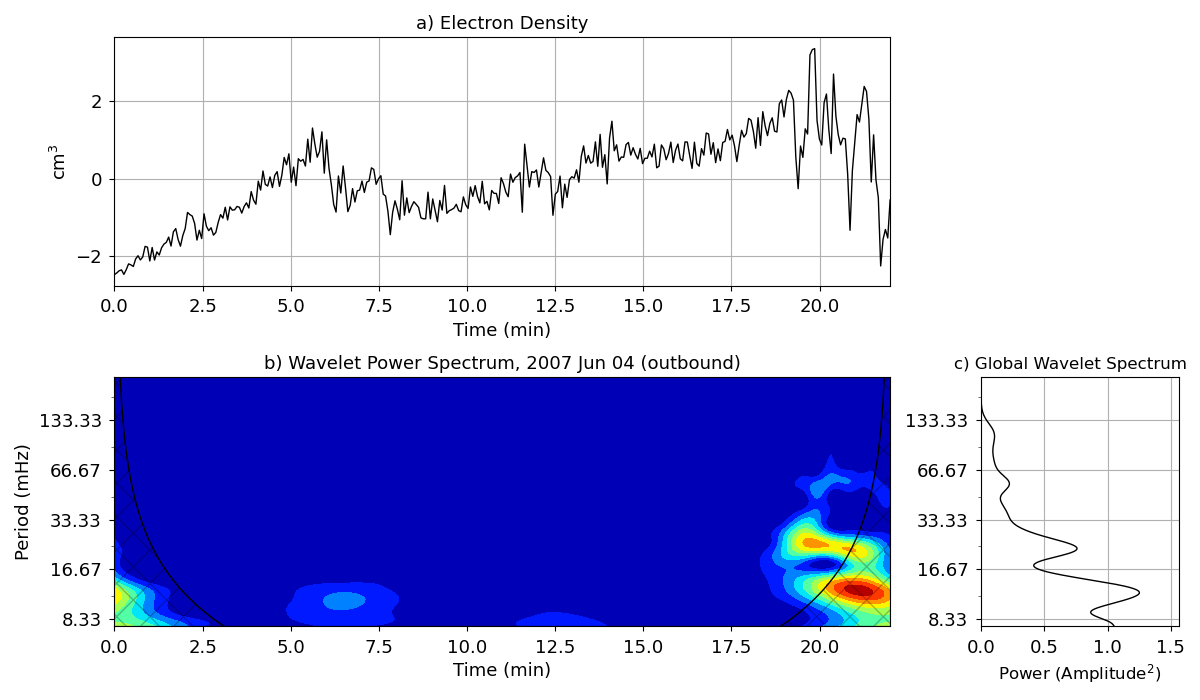 a) Electron Density
cm³
2
0
−2
0.0 2.5 5.0 7.5 10.0 12.5 15.0 17.5 20.0
Time (min)
b) Wavelet Power Spectrum, 2007 Jun 04 (outbound)
Period (mHz)
133.33
66.67
33.33
16.67
8.33
0.0 2.5 5.0 7.5 10.0 12.5 15.0 17.5 20.0
Time (min)
c) Global Wavelet Spectrum
133.33
66.67
33.33
16.67
8.33
0.0 0.5 1.0 1.5
Power (Amplitude²)